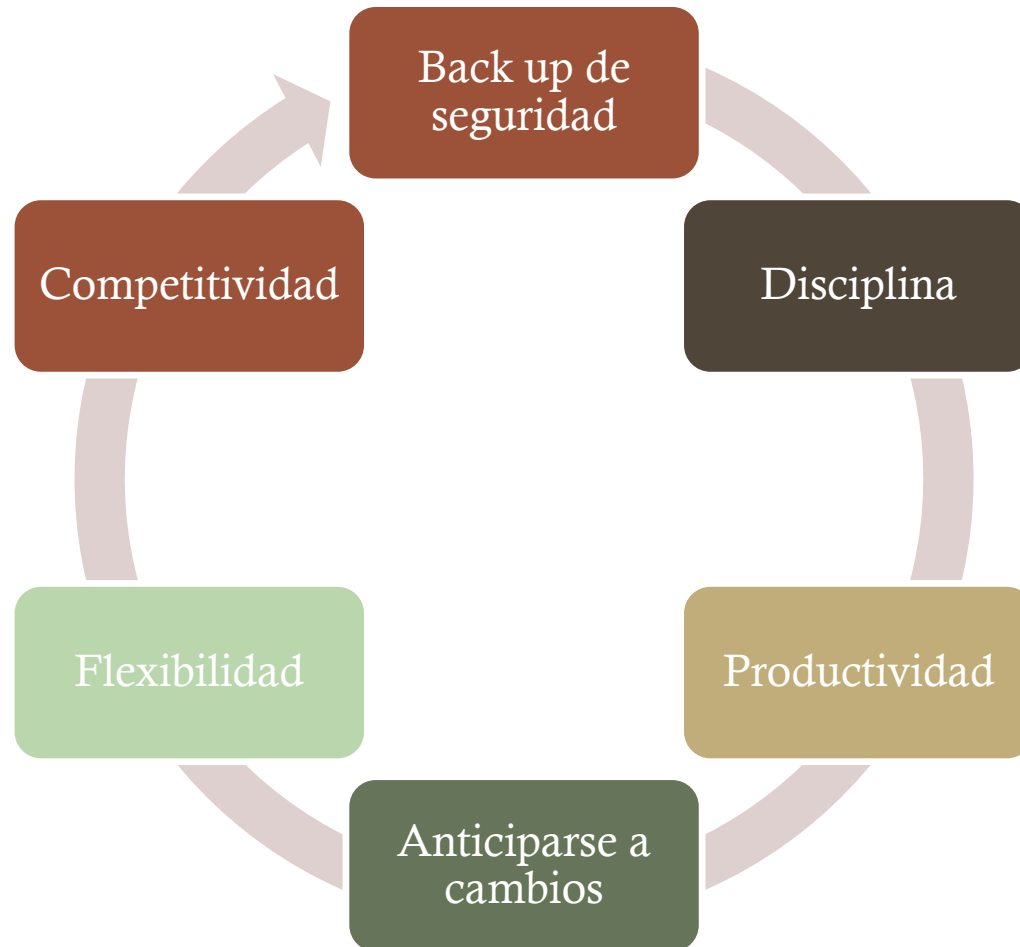 Back up de
seguridad
Disciplina
Productividad
Anticiparse a
cambios
Flexibilidad
Competitividad